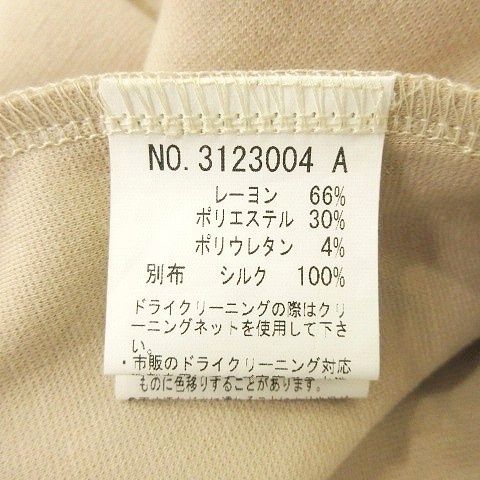 NO. 3123004 A
レーヨン 66%
ポリエステル 30%
ポリウレタン 4%
別布 シルク 100%
ドライクリーニングの際はクリ
ーニングネットを使用して下さ
い。
・市販のドライクリーニング対応
ものに色移りすることがあります。